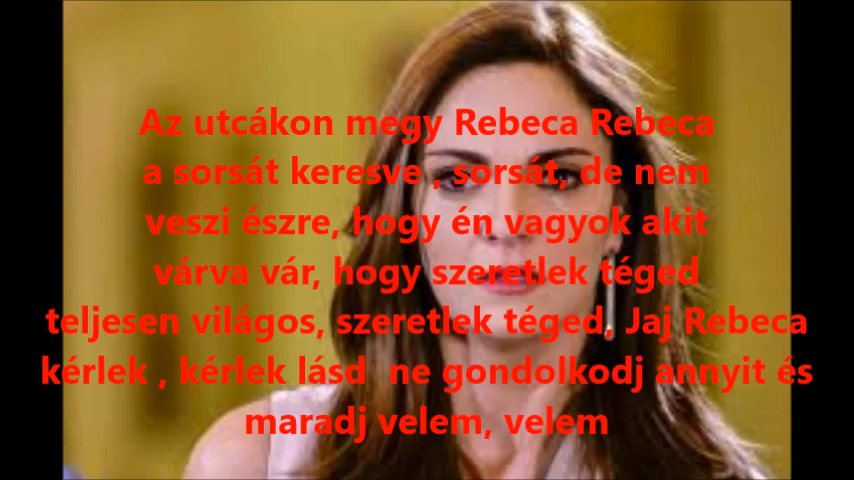 Az utcákon megy Rebeca Rebeca
a sorsát keresve , sorsát, de nem
veszi észre, hogy én vagyok akit
várva vár, hogy szeretlek téged
teljesen világos, szeretlek téged, Jaj Rebeca
kérlek , kérlek lásd  ne gondolkodj annyit és
maradj velem, velem